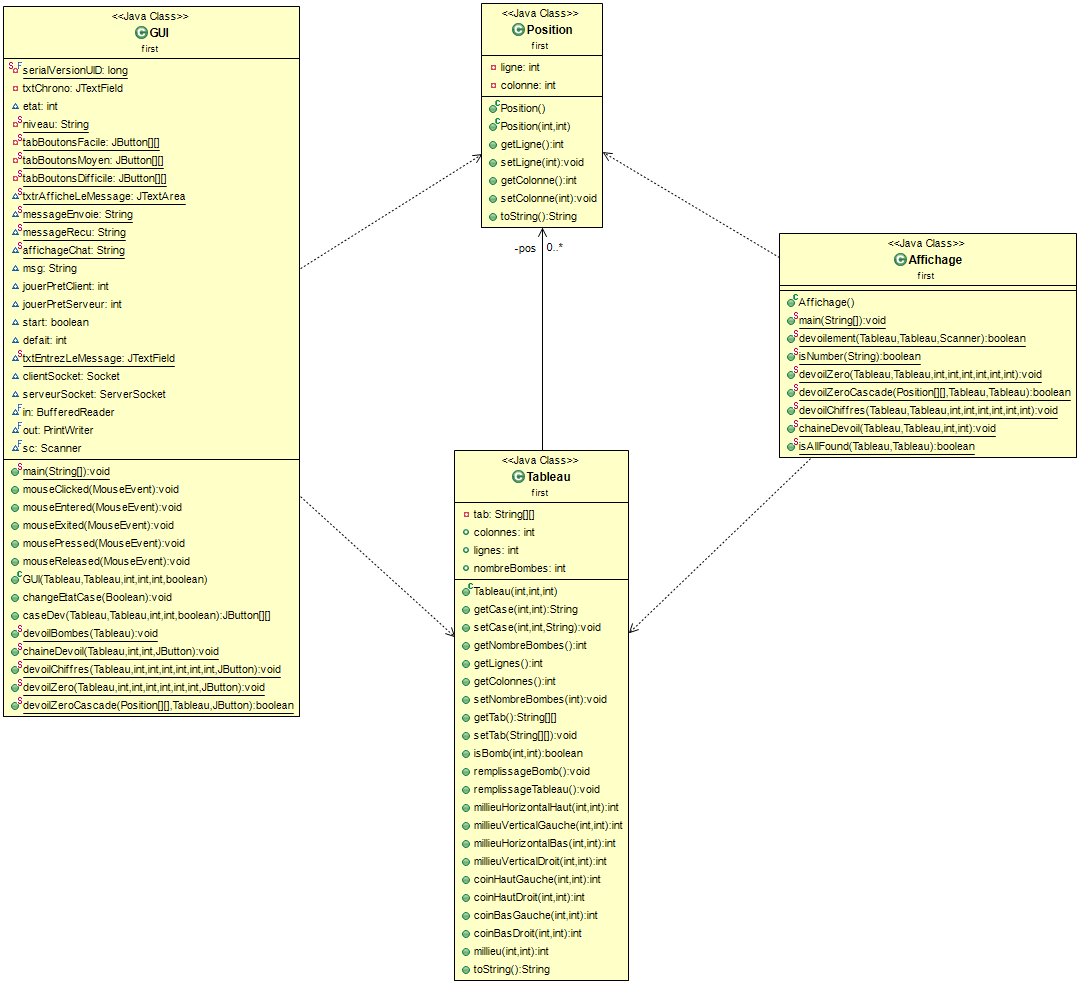 <<Java Class>>
GUI
first
serialVersionUID: long
txtChrono: JTextField
etat: int
niveau: String
tabBoutonsFacile: JButton[][]
tabBoutonsMoyen: JButton[][]
tabBoutonsDifficile: JButton[][]
txtrAfficheLeMessage: JTextArea
messageEnvoie: String
messageRecu: String
affichageChat: String
msg: String
jouerPretClient: int
jouerPretServeur: int
start: boolean
defait: int
txtEntrezLeMessage: JTextField
clientSocket: Socket
serveurSocket: ServerSocket
in: BufferedReader
out: PrintWriter
sc: Scanner
main(String[]):void
mouseClicked(MouseEvent):void
mouseEntered(MouseEvent):void
mouseExited(MouseEvent):void
mousePressed(MouseEvent):void
mouseReleased(MouseEvent):void
GUI(Tableau,Tableau,int,int,int,boolean)
changeEtatCase(Boolean):void
caseDev(Tableau,Tableau,int,int,boolean):JButton[][]
devoilBombes(Tableau):void
chaineDevoil(Tableau,int,int,JButton):void
devoilChiffres(Tableau,int,int,int,int,int,int,JButton):void
devoilZero(Tableau,int,int,int,int,int,int,JButton):void
devoilZeroCascade(Position[][],Tableau,JButton):boolean
<<Java Class>>
Position
first
ligne: int
colonne: int
Position()
Position(int,int)
getLigne():int
setLigne(int):void
getColonne():int
setColonne(int):void
toString():String
-pos 0..*
<<Java Class>>
Affichage
first
Affichage()
main(String[]):void
devoilement(Tableau,Tableau,Scanner):boolean
isNumber(String):boolean
devoilZero(Tableau,Tableau,int,int,int,int,int,int):void
devoilZeroCascade(Position[][],Tableau,Tableau):boolean
devoilChiffres(Tableau,Tableau,int,int,int,int,int,int):void
chaineDevoil(Tableau,Tableau,int,int):void
isAllFound(Tableau,Tableau):boolean
<<Java Class>>
Tableau
first
tab: String[][]
colonnes: int
lignes: int
nombreBombes: int
Tableau(int,int,int)
getCase(int,int):String
setCase(int,int,String):void
getNombreBombes():int
getLignes():int
getColonnes():int
setNombreBombes(int):void
getTab():String[][]
setTab(String[][]):void
isBomb(int,int):boolean
remplissageBomb():void
remplissageTableau():void
millieuHorizontalHaut(int,int):int
millieuVerticalGauche(int,int):int
millieuHorizontalBas(int,int):int
millieuVerticalDroit(int,int):int
coinHautGauche(int,int):int
coinHautDroit(int,int):int
coinBasGauche(int,int):int
coinBasDroit(int,int):int
milieu(int,int):int
toString():String